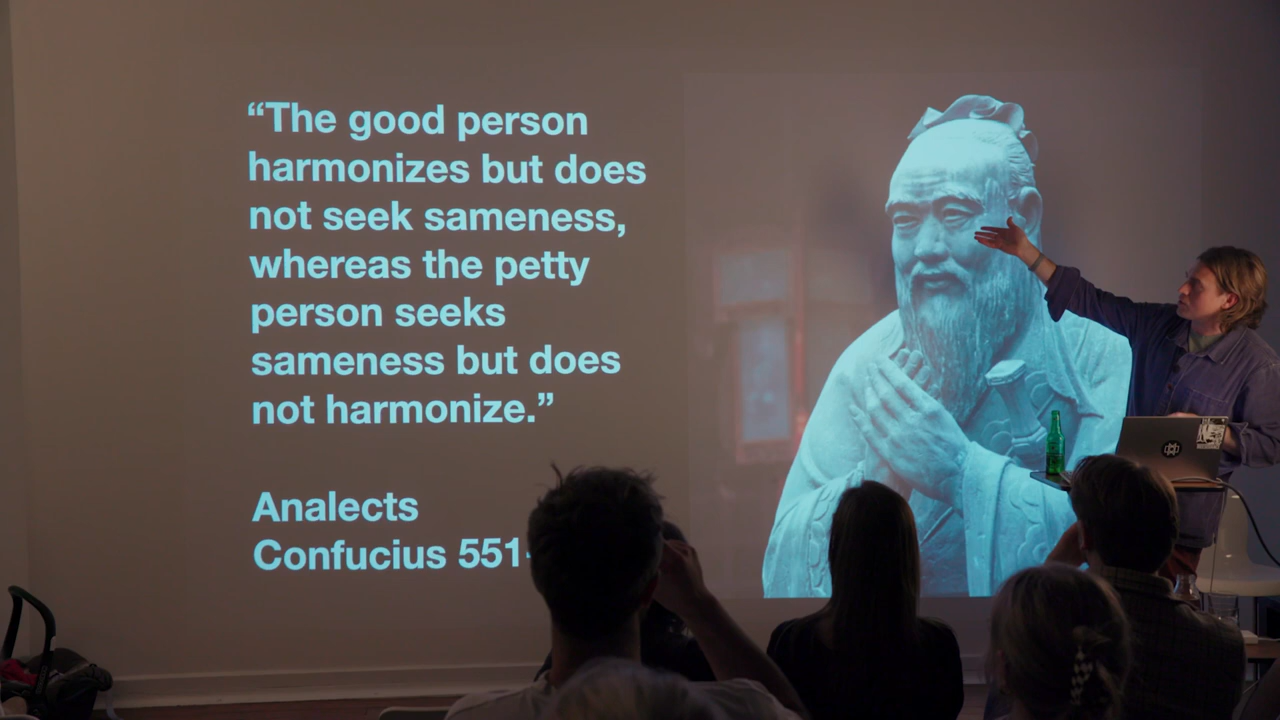 “The good person
harmonizes but does
not seek sameness,
whereas the petty
person seeks
sameness but does
not harmonize.”
Analects
Confucius 551-